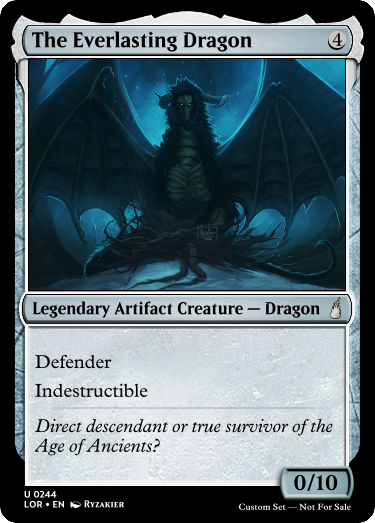 The Everlasting Dragon 4
Legendary Artifact Creature — Dragon
Defender
Indestructible
Direct descendant or true survivor of the
Age of Ancients?
0/10
U 0244
LOR • EN Ryzakier
Custom Set — Not For Sale